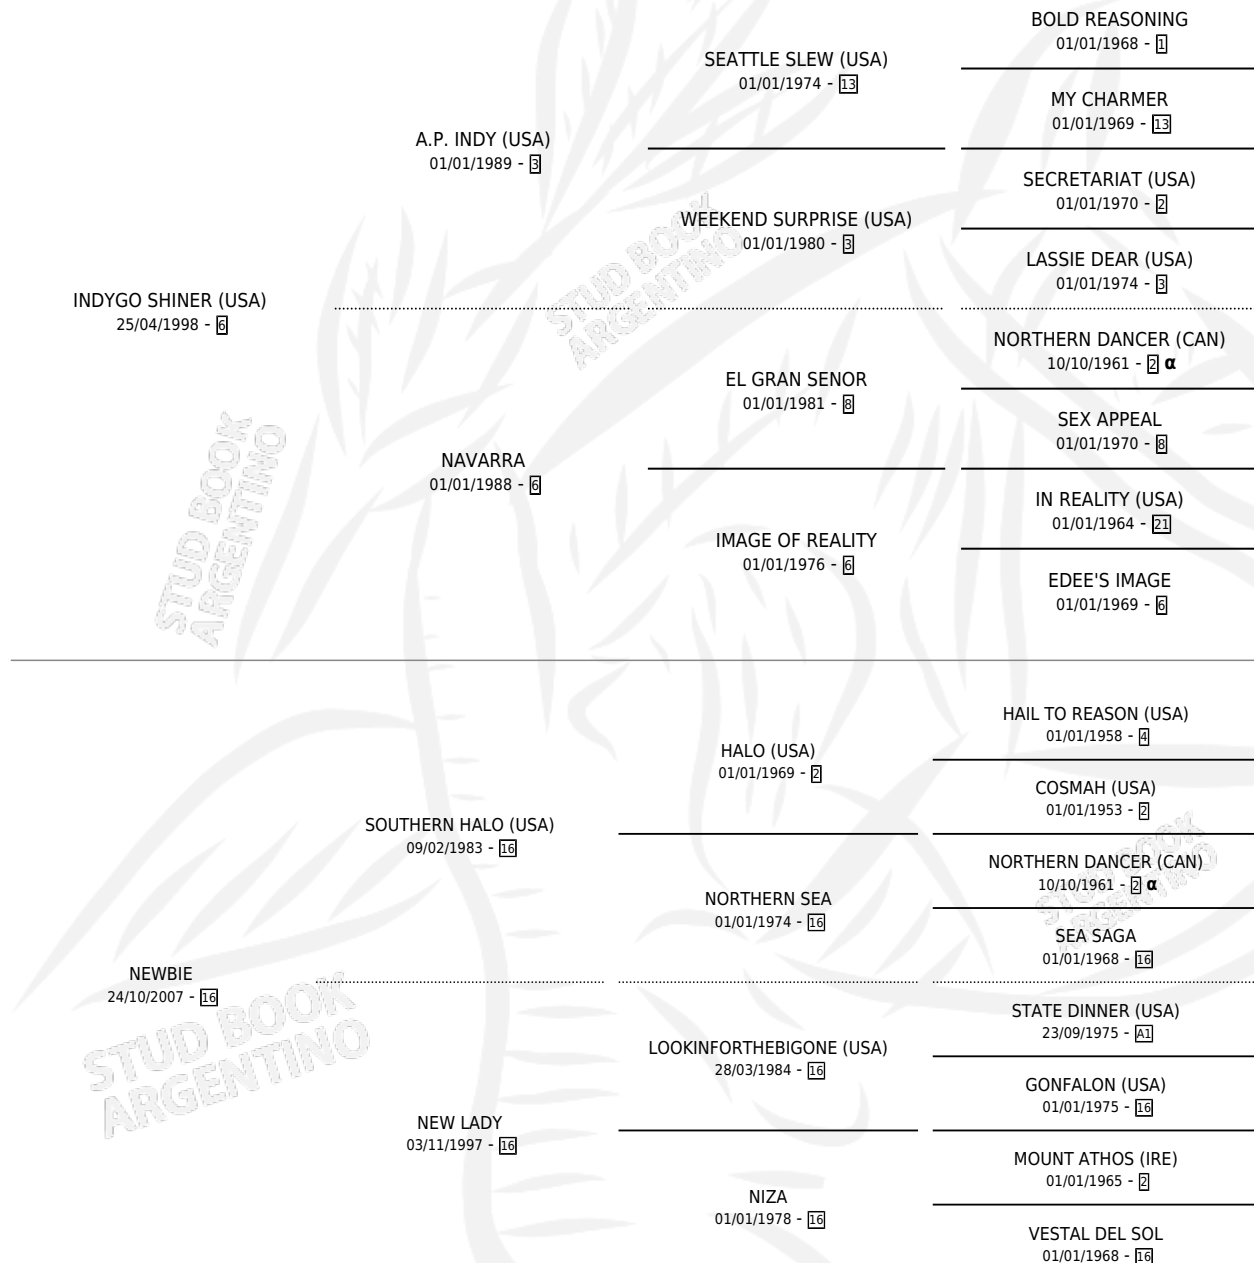 BOLD REASONING
01/01/1968 - 1
SEATTLE SLEW (USA)
01/01/1974 - 13
MY CHARMER
01/01/1969 - 13
A.P. INDY (USA)
01/01/1989 - 3
SECRETARIAT (USA)
01/01/1970 - 2
WEEKEND SURPRISE (USA)
01/01/1980 - 3
LASSIE DEAR (USA)
01/01/1974 - 3
INDYGO SHINER (USA)
25/04/1998 - 6
NORTHERN DANCER (CAN)
10/10/1961 - 2 α
EL GRAN SENOR
01/01/1981 - 8
SEX APPEAL
01/01/1970 - 8
NAVARRA
01/01/1988 - 6
IN REALITY (USA)
01/01/1964 - 21
IMAGE OF REALITY
01/01/1976 - 6
EDEE'S IMAGE
01/01/1969 - 6
HAIL TO REASON (USA)
01/01/1958 - 4
HALO (USA)
01/01/1969 - 2
COSMAH (USA)
01/01/1953 - 2
SOUTHERN HALO (USA)
09/02/1983 - 16
NORTHERN DANCER (CAN)
10/10/1961 - 2 α
NORTHERN SEA
01/01/1974 - 16
SEA SAGA
01/01/1968 - 16
NEWBIE
24/10/2007 - 16
STATE DINNER (USA)
23/09/1975 - A1
LOOKINFORTHEBIGONE (USA)
28/03/1984 - 16
GONFALON (USA)
01/01/1975 - 16
NEW LADY
03/11/1997 - 16
MOUNT ATHOS (IRE)
01/01/1965 - 2
NIZA
01/01/1978 - 16
VESTAL DEL SOL
01/01/1968 - 16
STUD BOOK
ARGENTINO
STUD BOOK
ARGENTINO
STUD BOOK
ARGENTINO
STUD BOOK
ARGENTINO